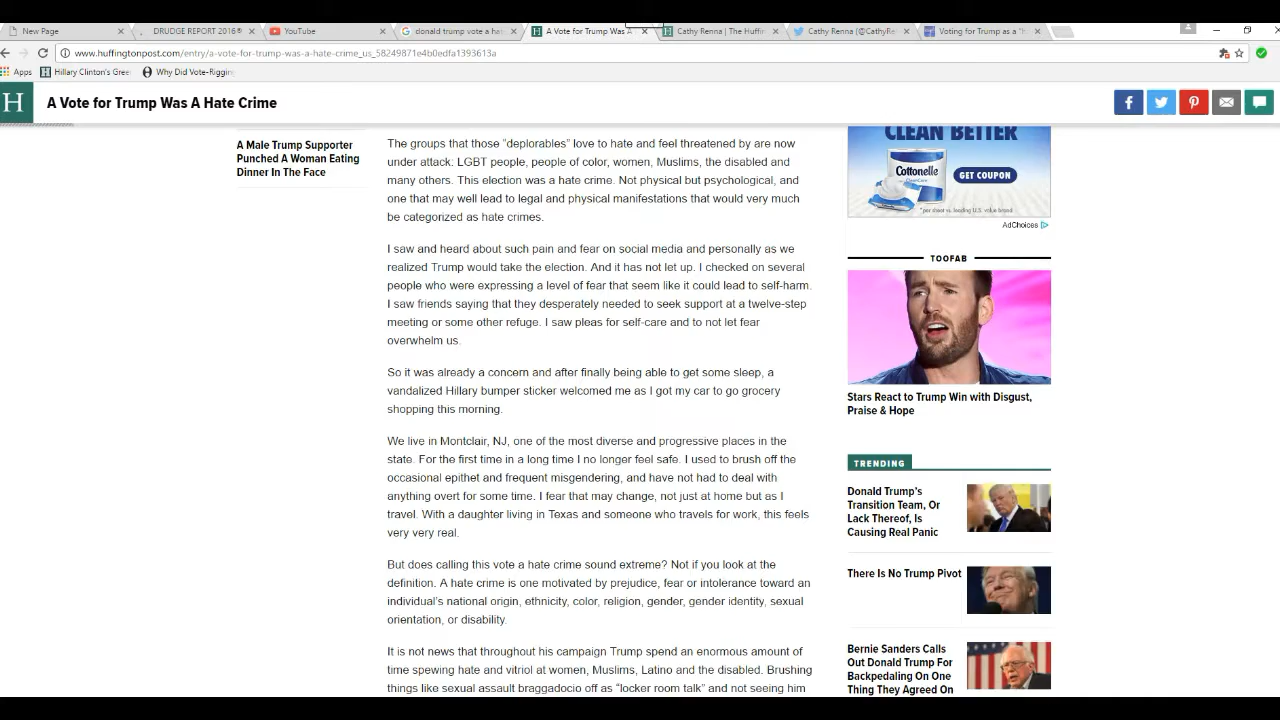 New Page
DRUDGE REPORT 2016®
YouTube
donald trump vote a ha
A Vote for Trump Was A
Cathy Renna | The Huffin
Cathy Renna (@CathyRe
Voting for Trump as a "h
www.huffingtonpost.com/entry/a-vote-for-trump-was-a-hate-crime_us_58249871e4b0edfa1393613a
Apps
Hillary Clinton's Gree
Why Did Vote-Riggin
H
A Vote for Trump Was A Hate Crime
A Male Trump Supporter
Punched A Woman Eating
Dinner In The Face
The groups that those “deplorables” love to hate and feel threatened by are now
under attack: LGBT people, people of color, women, Muslims, the disabled and
many others. This election was a hate crime. Not physical but psychological, and
one that may well lead to legal and physical manifestations that would very much
be categorized as hate crimes.
I saw and heard about such pain and fear on social media and personally as we
realized Trump would take the election. And it has not let up. I checked on several
people who were expressing a level of fear that seem like it could lead to self-harm.
I saw friends saying that they desperately needed to seek support at a twelve-step
meeting or some other refuge. I saw pleas for self-care and to not let fear
overwhelm us.
So it was already a concern and after finally being able to get some sleep, a
vandalized Hillary bumper sticker welcomed me as I got my car to go grocery
shopping this morning.
We live in Montclair, NJ, one of the most diverse and progressive places in the
state. For the first time in a long time I no longer feel safe. I used to brush off the
occasional epithet and frequent misgendering, and have not had to deal with
anything overt for some time. I fear that may change, not just at home but as I
travel. With a daughter living in Texas and someone who travels for work, this feels
very very real.
But does calling this vote a hate crime sound extreme? Not if you look at the
definition. A hate crime is one motivated by prejudice, fear or intolerance toward an
individual’s national origin, ethnicity, color, religion, gender, gender identity, sexual
orientation, or disability.
It is not news that throughout his campaign Trump spend an enormous amount of
time spewing hate and vitriol at women, Muslims, Latino and the disabled. Brushing
things like sexual assault braggadocio off as “locker room talk” and not seeing him
CLEAN BETTER
Cottonelle
GET COUPON
*per sheet vs. leading U.S. value brand
AdChoices
TOOFAB
Stars React to Trump Win with Disgust,
Praise & Hope
TRENDING
Donald Trump’s
Transition Team, Or
Lack Thereof, Is
Causing Real Panic
There Is No Trump Pivot
Bernie Sanders Calls
Out Donald Trump For
Backpedaling On One
Thing They Agreed On